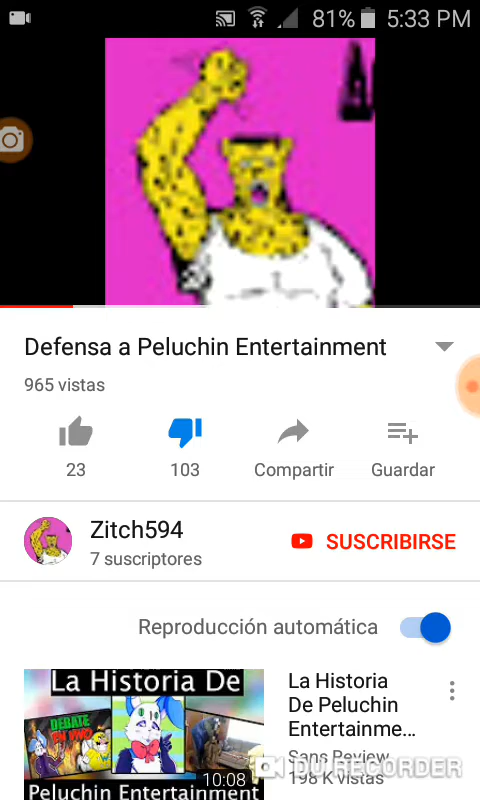 81% 5:33 PM
Defensa a Peluchin Entertainment
965 vistas
23
103
Compartir
Guardar
Zitch594
7 suscriptores
SUSCRIBIRSE
Reproducción automática
La Historia De
DEBATE
EN VIVO
Peluchin Entertainment
10:08
La Historia
De Peluchin
Entertainme...
Sans Review
198 K vistas
DU RECORDER